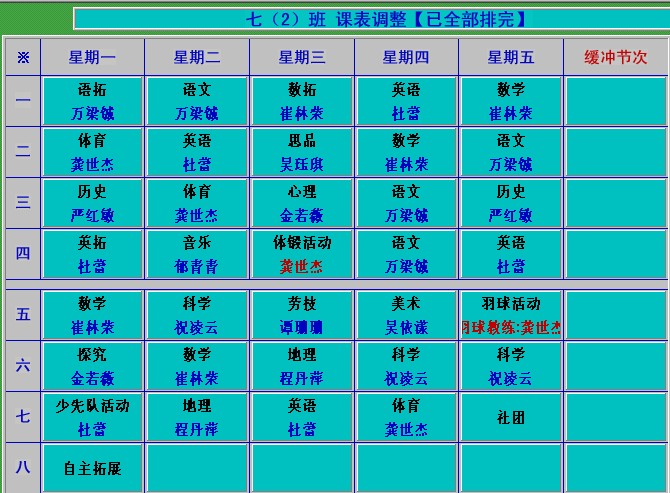 七（2）班 课表调整【已全部排完】
※ 星期一 星期二 星期三 星期四 星期五 缓冲节次
一 语拓 语文 数拓 英语 数学
万梁铖 万梁铖 崔林荣 杜蕾 崔林荣
二 体育 英语 思品 数学 语文
龚世杰 杜蕾 吴珏琪 崔林荣 万梁铖
三 历史 体育 心理 语文 历史
严红敏 龚世杰 金若薇 万梁铖 严红敏
四 英拓 音乐 体锻活动 语文 英语
杜蕾 郁青青 龚世杰 万梁铖 杜蕾
五 数学 科学 劳技 美术 羽球活动
崔林荣 祝凌云 谭珊珊 吴依漾 羽球教练:龚世杰
六 探究 数学 地理 科学 科学
金若薇 崔林荣 程丹萍 祝凌云 祝凌云
七 少先队活动 地理 英语 体育 社团
杜蕾 程丹萍 杜蕾 龚世杰
八 自主拓展